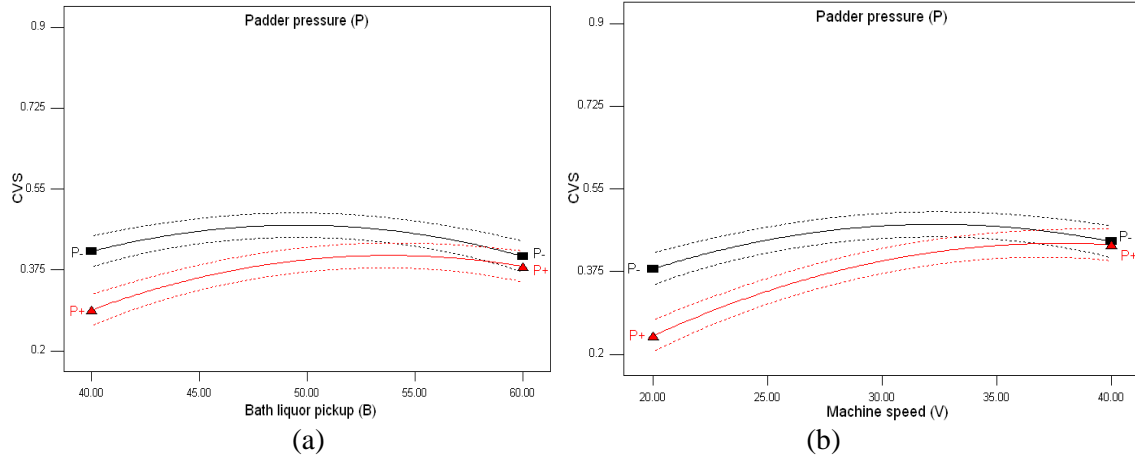 Padder pressure (P)
0.9
0.725
0.55
0.375
0.2
CVS
P-
P+
P-
P+
40.00
45.00
50.00
55.00
60.00
Bath liquor pickup (B)
(a)
Padder pressure (P)
0.9
0.725
0.55
0.375
0.2
CVS
P-
P+
P-
P+
20.00
25.00
30.00
35.00
40.00
Machine speed (V)
(b)